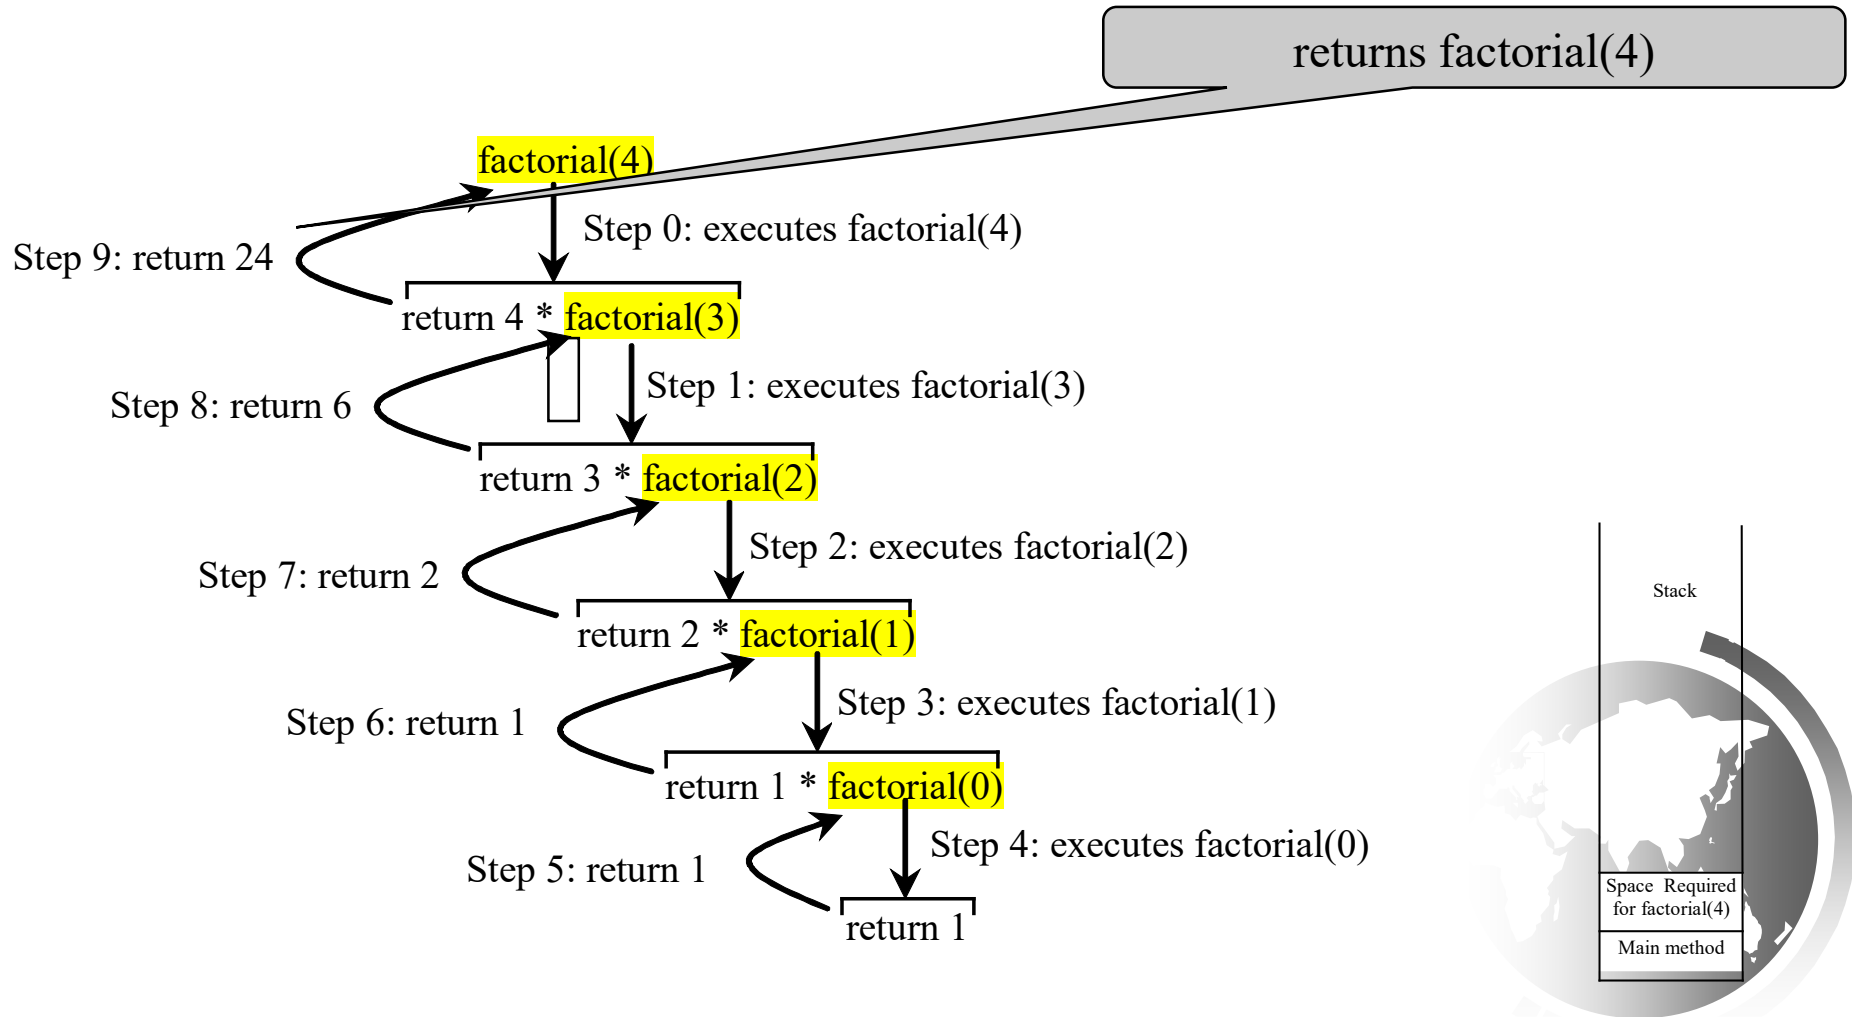 returns factorial(4)
factorial(4)
Step 0: executes factorial(4)
Step 9: return 24
return 4 * factorial(3)
Step 1: executes factorial(3)
Step 8: return 6
return 3 * factorial(2)
Step 2: executes factorial(2)
Step 7: return 2
return 2 * factorial(1)
Step 3: executes factorial(1)
Step 6: return 1
return 1 * factorial(0)
Step 4: executes factorial(0)
Step 5: return 1
return 1
Stack
Space Required
for factorial(4)
Main method